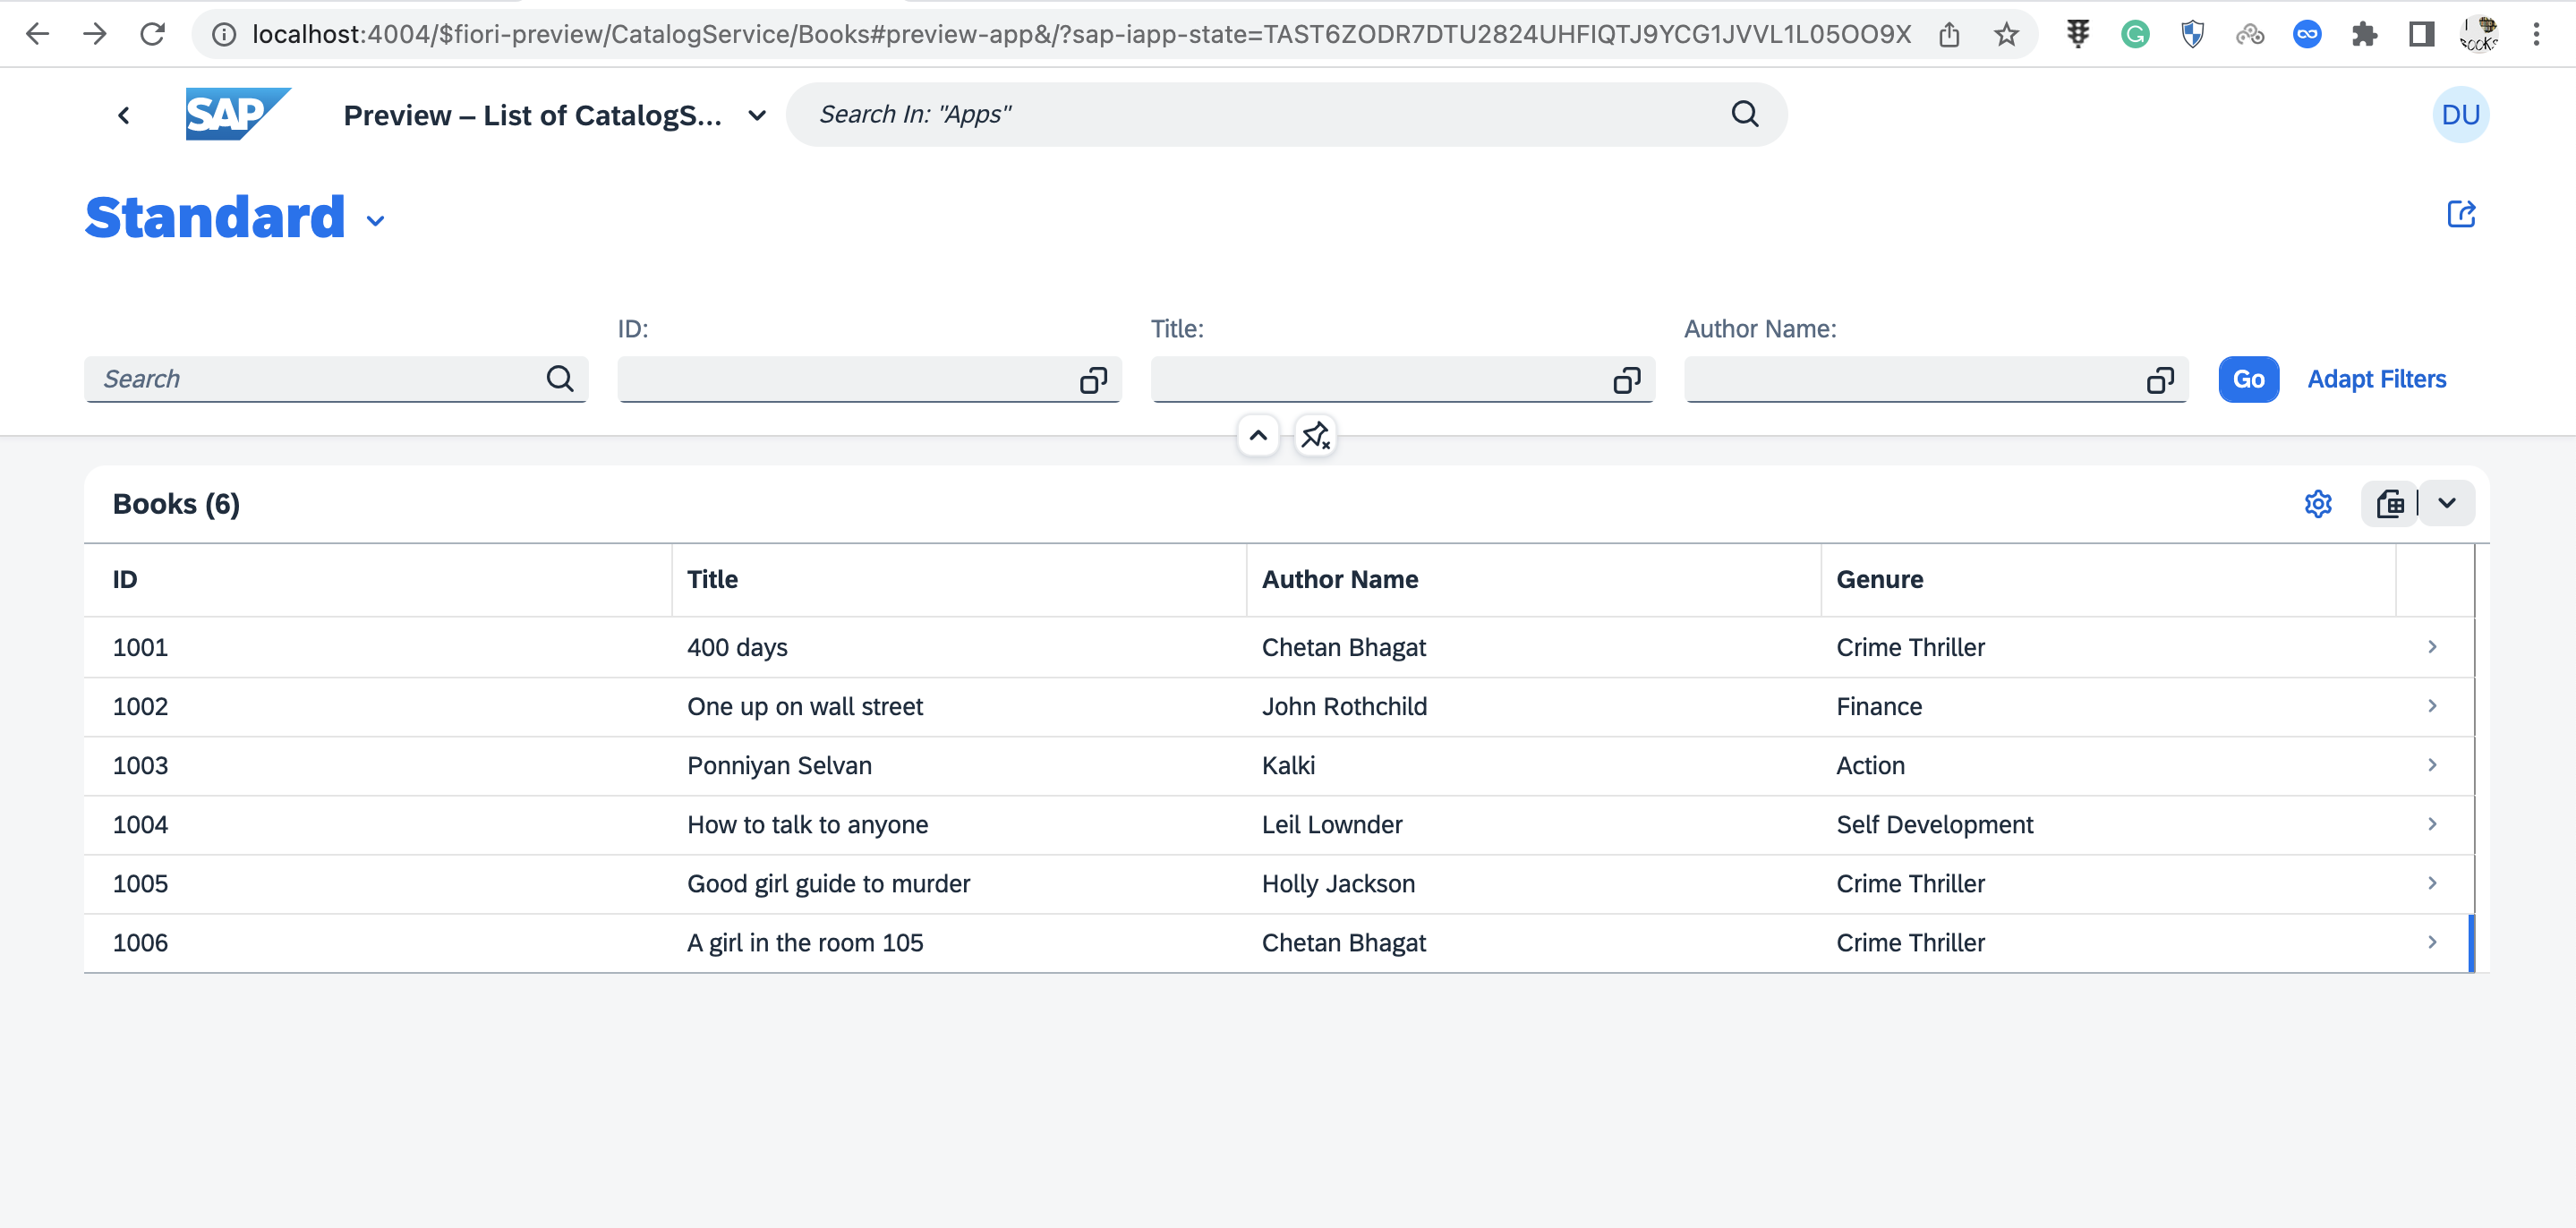 localhost:4004/$fiori-preview/CatalogService/Books#preview-app&/?sap-iapp-state=TAST6ZODR7DTU2824UHFIQTJ9YCG1JVVL1L05OO9X
SAP Preview – List of CatalogS... Search In: "Apps" DU
Standard
ID: Title: Author Name:
Search Go Adapt Filters
Books (6)
ID Title Author Name Genure
1001 400 days Chetan Bhagat Crime Thriller
1002 One up on wall street John Rothchild Finance
1003 Ponniyan Selvan Kalki Action
1004 How to talk to anyone Leil Lownder Self Development
1005 Good girl guide to murder Holly Jackson Crime Thriller
1006 A girl in the room 105 Chetan Bhagat Crime Thriller